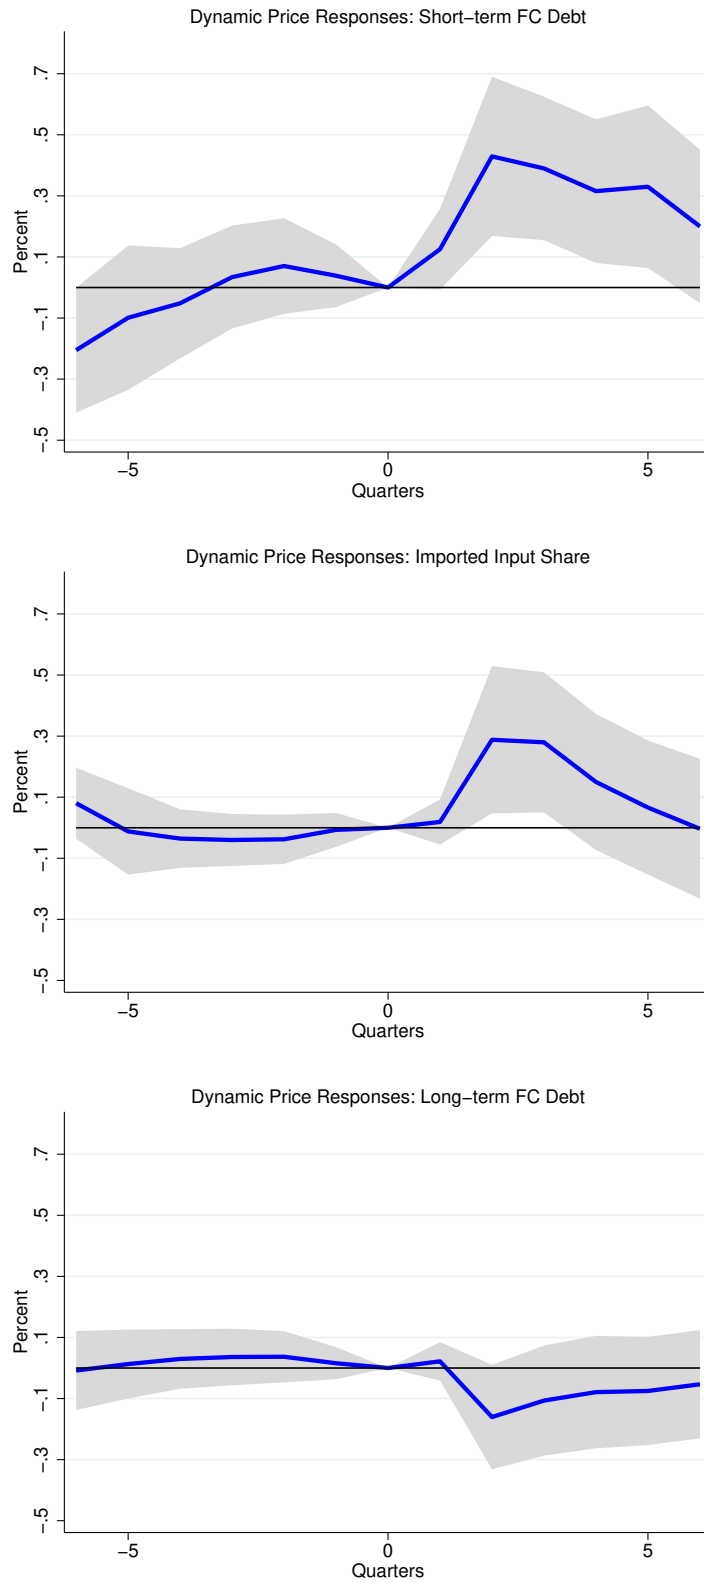 Dynamic Price Responses: Short−term FC Debt
Percent
.7
.5
.3
.1
−.1
−.3
−.5
−5 0 5
Quarters
Dynamic Price Responses: Imported Input Share
Percent
.7
.5
.3
.1
−.1
−.3
−.5
−5 0 5
Quarters
Dynamic Price Responses: Long−term FC Debt
Percent
.7
.5
.3
.1
−.1
−.3
−.5
−5 0 5
Quarters